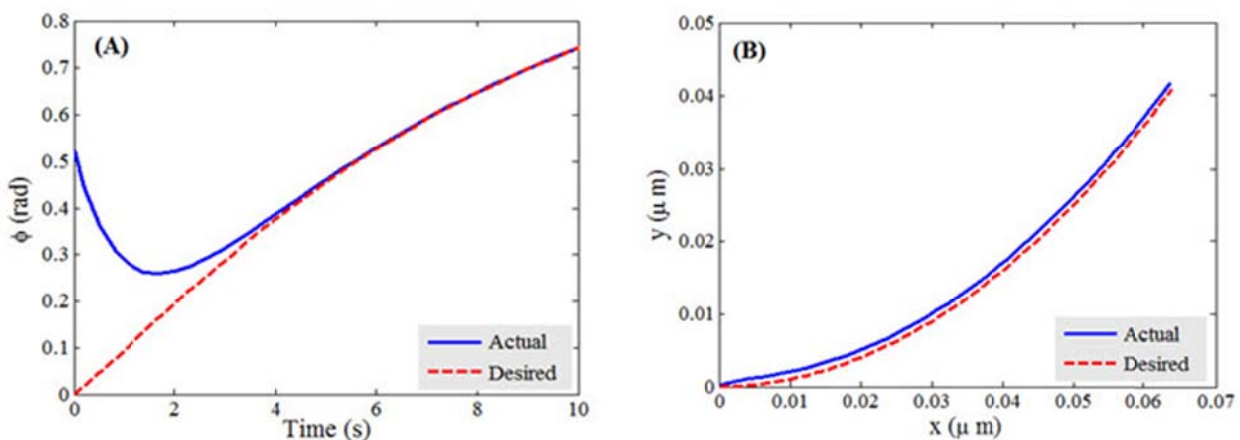 (A)
0.8
0.7
0.6
0.5
0.4
0.3
0.2
0.1
0
ϕ (rad)
0 2 4 6 8 10
Time (s)
Actual
Desired
(B)
0.05
0.04
0.03
0.02
0.01
0
y (μ m)
0 0.01 0.02 0.03 0.04 0.05 0.06 0.07
x (μ m)
Actual
Desired